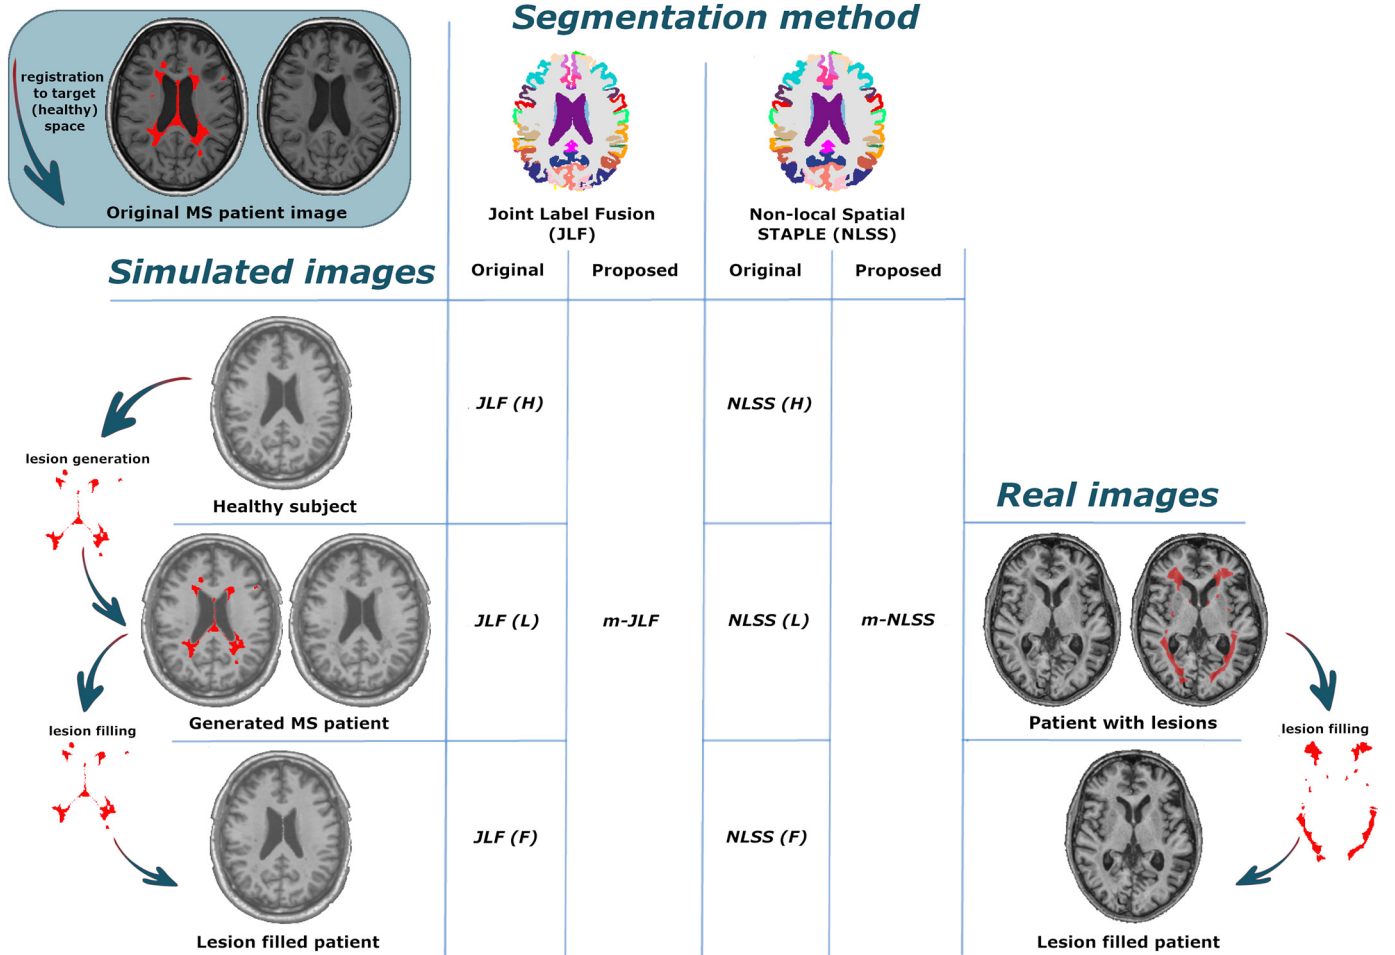 Segmentation method
registration
to target
(healthy)
space
Original MS patient image
Joint Label Fusion
(JLF)
Non-local Spatial
STAPLE (NLSS)
Simulated images
Original
Proposed
Original
Proposed
JLF (H)
NLSS (H)
lesion generation
Healthy subject
Real images
JLF (L)
m-JLF
NLSS (L)
m-NLSS
Generated MS patient
Patient with lesions
lesion filling
lesion filling
JLF (F)
NLSS (F)
Lesion filled patient
Lesion filled patient